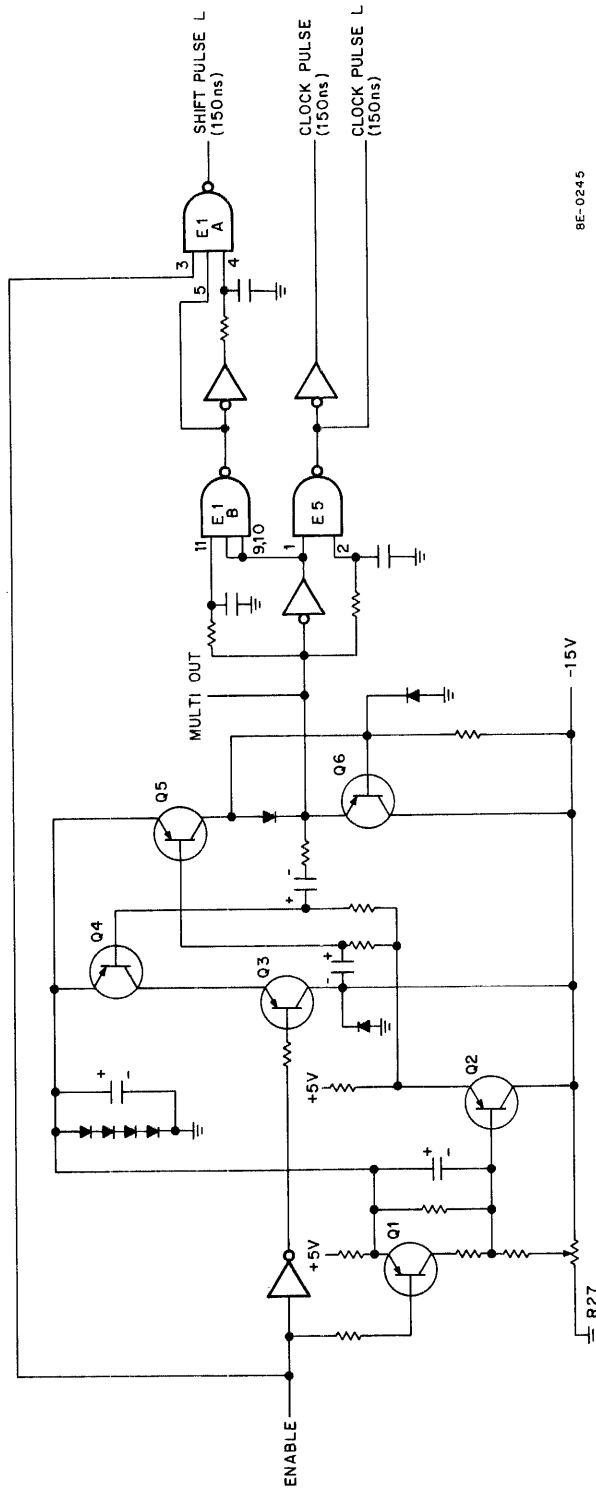 SHIFT PULSE L
(150ns)
CLOCK PULSE
(150ns)
CLOCK PULSE L
(150ns)
E1
A
3
5
4
E1
B
11
9,10
E5
1
2
MULTI OUT
Q5
Q6
Q4
Q3
+
-
+
-
+
-
+5V
Q2
+5V
Q1
+
-
-15V
R27
ENABLE
8E-0245